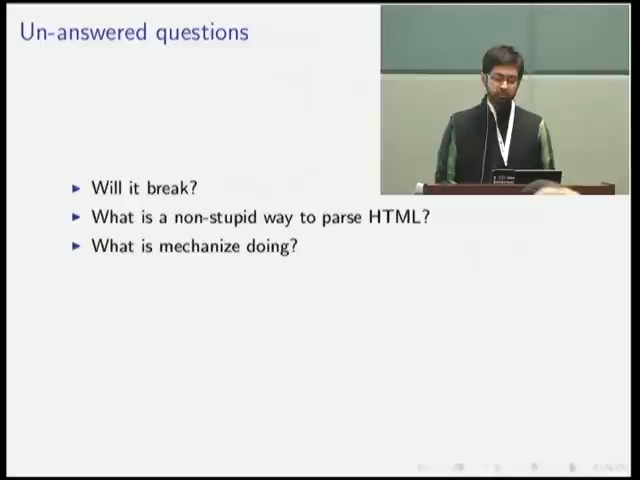 Un-answered questions
Will it break?
What is a non-stupid way to parse HTML?
What is mechanize doing?